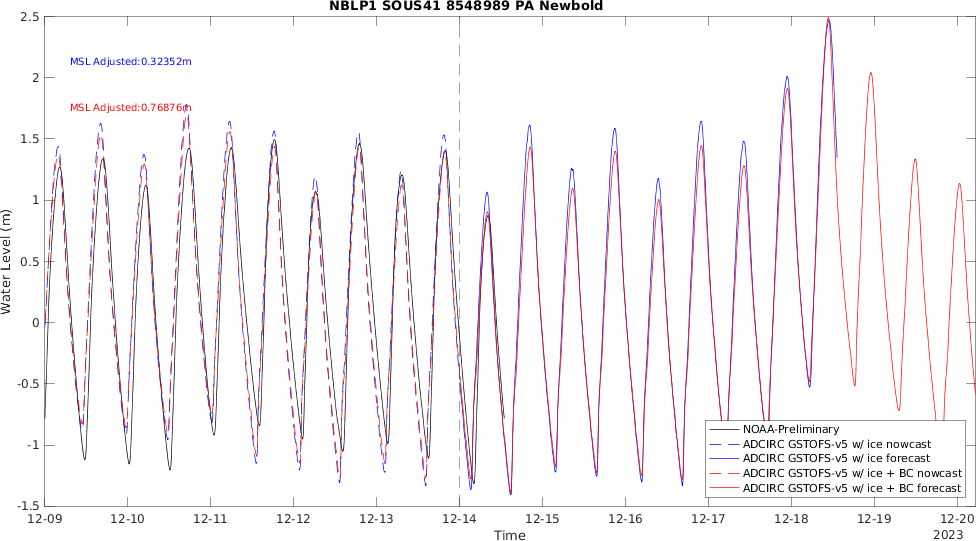 NBLP1 SOUS41 8548989 PA Newbold
MSL Adjusted:0.32352m
MSL Adjusted:0.76876m
Water Level (m)
2.5
2
1.5
1
0.5
0
-0.5
-1
-1.5
12-09 12-10 12-11 12-12 12-13 12-14 12-15 12-16 12-17 12-18 12-19 12-20
Time
2023
NOAA-Preliminary
ADCIRC GSTOFS-v5 w/ ice nowcast
ADCIRC GSTOFS-v5 w/ ice forecast
ADCIRC GSTOFS-v5 w/ ice + BC nowcast
ADCIRC GSTOFS-v5 w/ ice + BC forecast